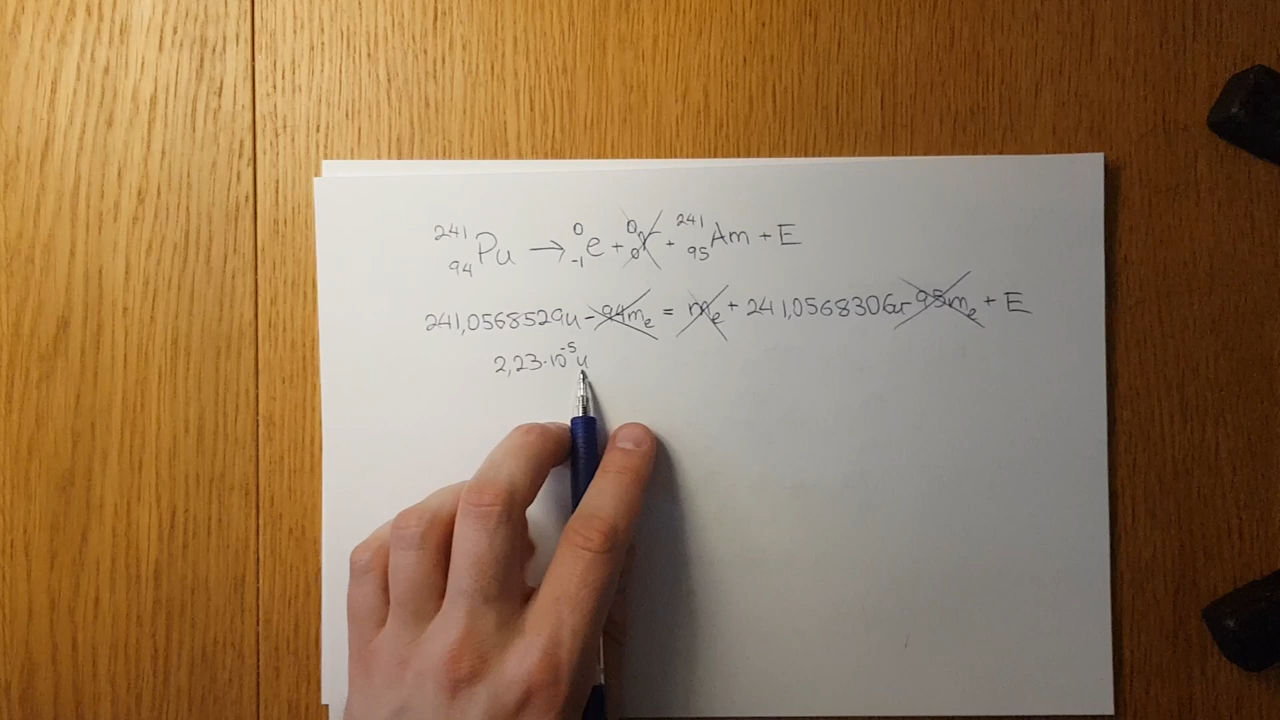 ²⁴¹₉₄Pu → ⁰₋₁e + ⁰₀γ + ²⁴¹₉₅Am + E
241,0568529u - 94mₑ = mₑ + 241,0568306u - 95mₑ + E
2,23·10⁻⁵u